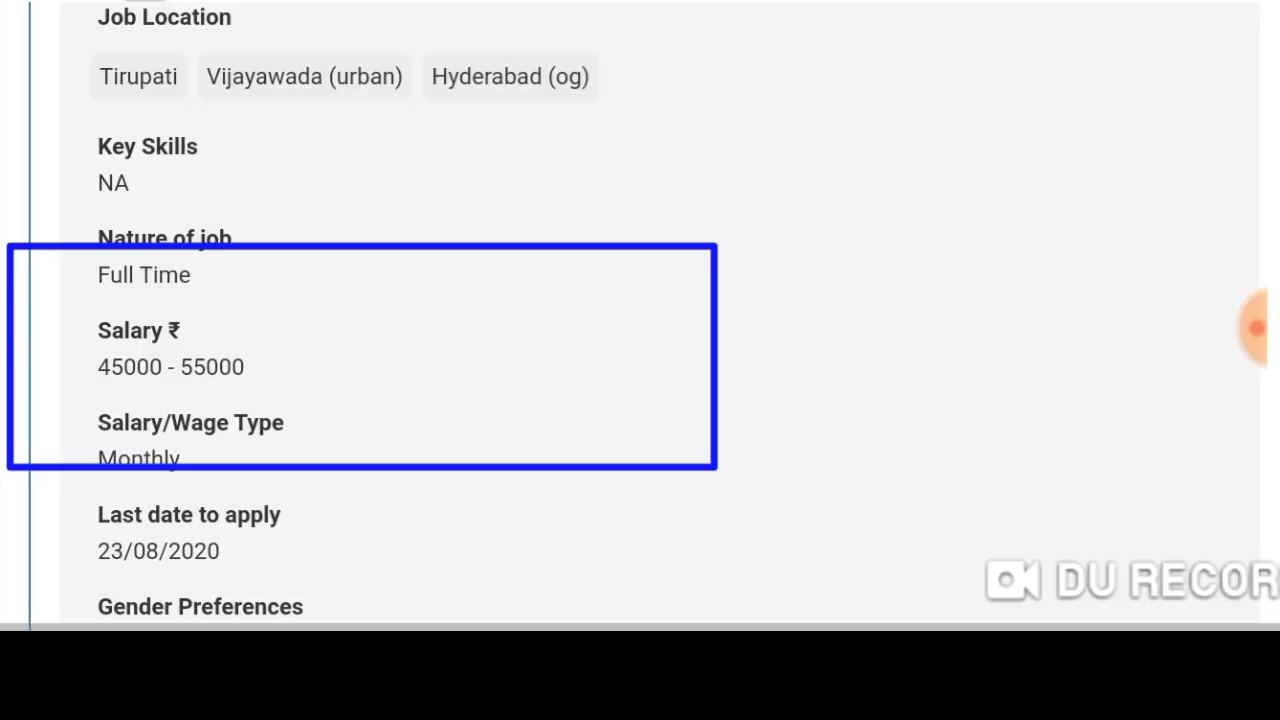 Job Location
Tirupati Vijayawada (urban) Hyderabad (og)
Key Skills
NA
Nature of job
Full Time
Salary ₹
45000 - 55000
Salary/Wage Type
Monthly
Last date to apply
23/08/2020
DU RECOR
Gender Preferences